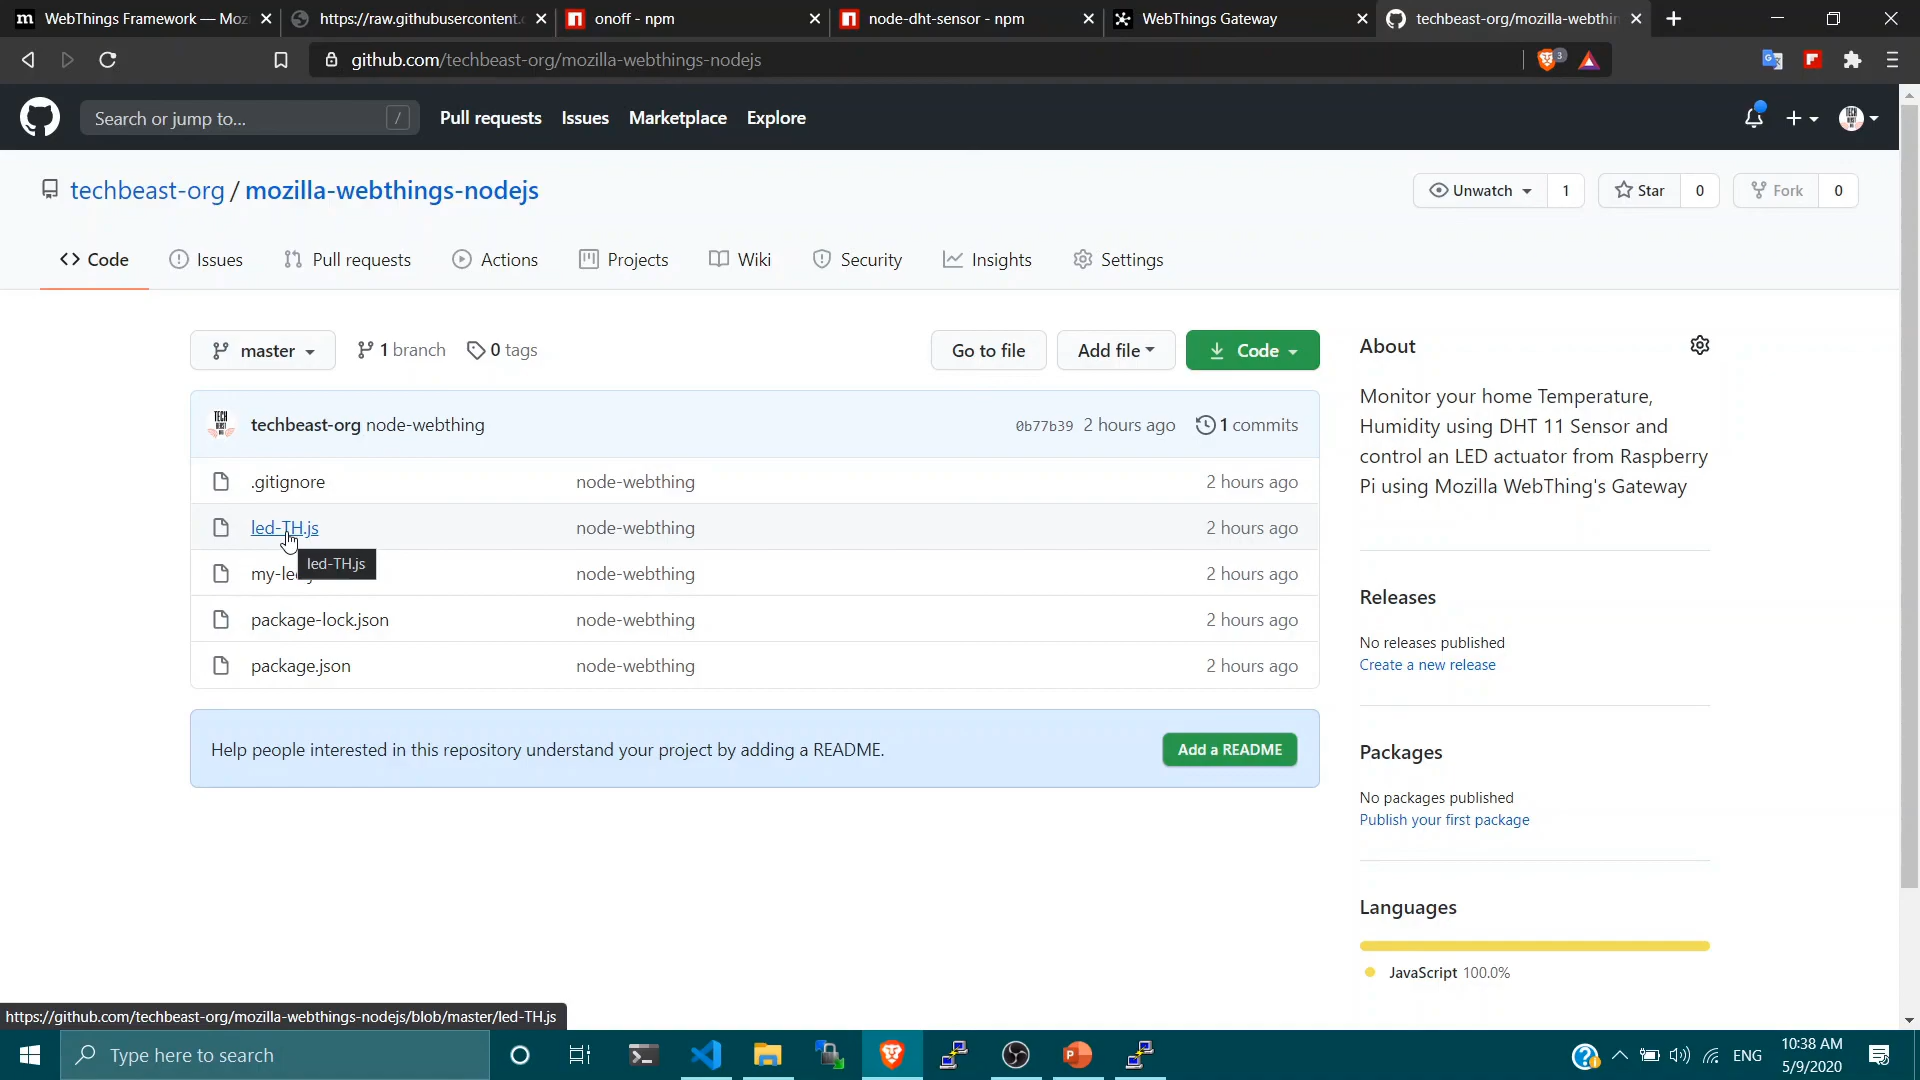 WebThings Framework — Moz
https://raw.githubusercontent.
onoff - npm
node-dht-sensor - npm
WebThings Gateway
techbeast-org/mozilla-webthin
github.com/techbeast-org/mozilla-webthings-nodejs
3
Search or jump to...
/
Pull requests
Issues
Marketplace
Explore
techbeast-org / mozilla-webthings-nodejs
Unwatch 1
Star 0
Fork 0
Code
Issues
Pull requests
Actions
Projects
Wiki
Security
Insights
Settings
master
1 branch
0 tags
Go to file
Add file
Code
techbeast-org node-webthing
0b77b39 2 hours ago
1 commits
.gitignore node-webthing 2 hours ago
led-TH.js node-webthing 2 hours ago
led-TH.js
node-webthing 2 hours ago
package-lock.json node-webthing 2 hours ago
package.json node-webthing 2 hours ago
Help people interested in this repository understand your project by adding a README.
Add a README
About
Monitor your home Temperature,
Humidity using DHT 11 Sensor and
control an LED actuator from Raspberry
Pi using Mozilla WebThing's Gateway
Releases
No releases published
Create a new release
Packages
No packages published
Publish your first package
Languages
JavaScript 100.0%
https://github.com/techbeast-org/mozilla-webthings-nodejs/blob/master/led-TH.js
Type here to search
ENG
10:38 AM
5/9/2020